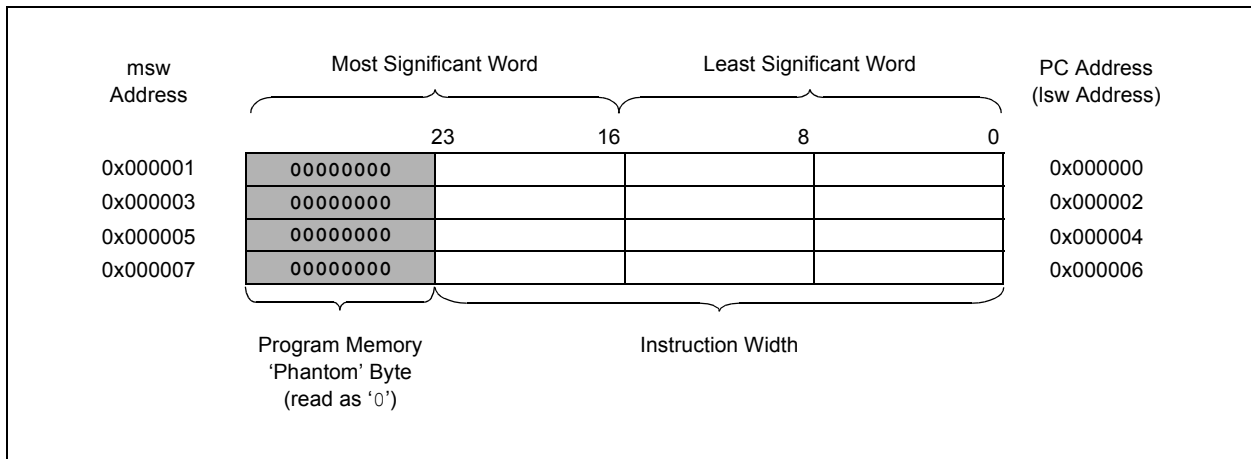 msw
Address
Most Significant Word
Least Significant Word
PC Address
(lsw Address)
23 16 8 0
0x000001 00000000 0x000000
0x000003 00000000 0x000002
0x000005 00000000 0x000004
0x000007 00000000 0x000006
Program Memory
‘Phantom’ Byte
(read as ‘0’)
Instruction Width